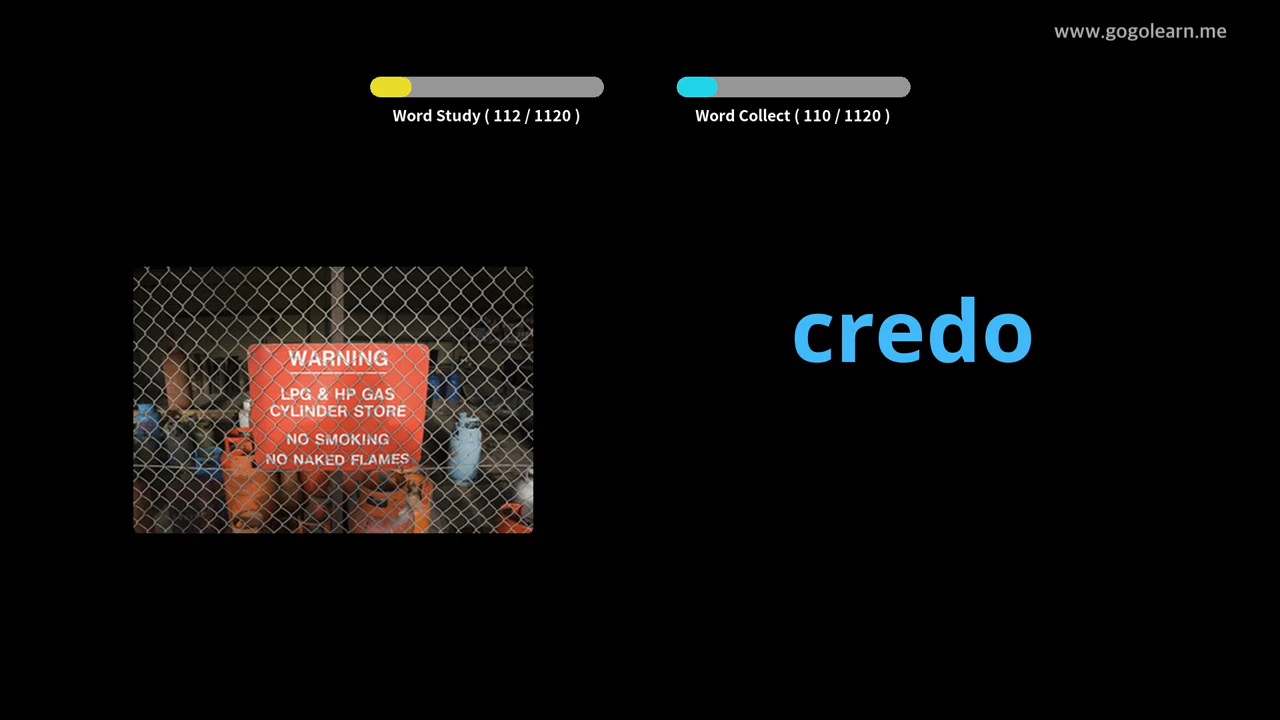 www.gogolearn.me
Word Study ( 112 / 1120 )
Word Collect ( 110 / 1120 )
WARNING
LPG & HP GAS
CYLINDER STORE
NO SMOKING
NO NAKED FLAMES
credo